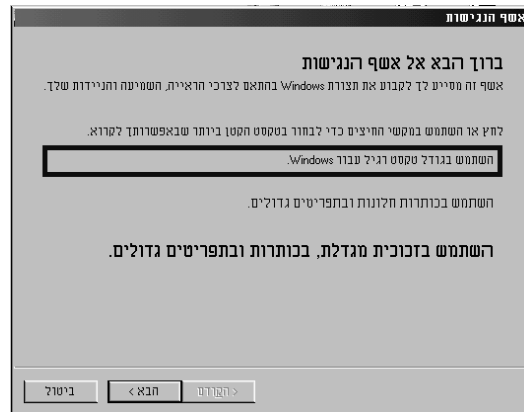 אשף הנגישות
ברוך הבא אל אשף הנגישות
אשף זה מסייע לך לקבוע את תצורת Windows בהתאם לצרכי הראייה, השמיעה והניידות שלך.
לחץ או השתמש במקשי החיצים כדי לבחור בטקסט הקטן ביותר שבאפשרותך לקרוא.
השתמש בגודל טקסט רגיל עבור Windows.
השתמש בכותרות חלונות ובתפריטים גדולים.
השתמש בזכוכית מגדלת, בכותרות ובתפריטים גדולים.
< הקודם הבא > ביטול